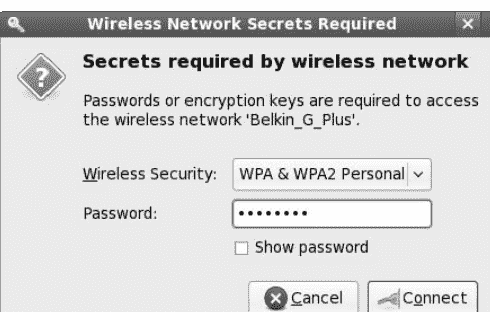 Wireless Network Secrets Required
Secrets required by wireless network
Passwords or encryption keys are required to access
the wireless network 'Belkin_G_Plus'.
Wireless Security: WPA & WPA2 Personal
Password: ••••••••
Show password
Cancel Connect